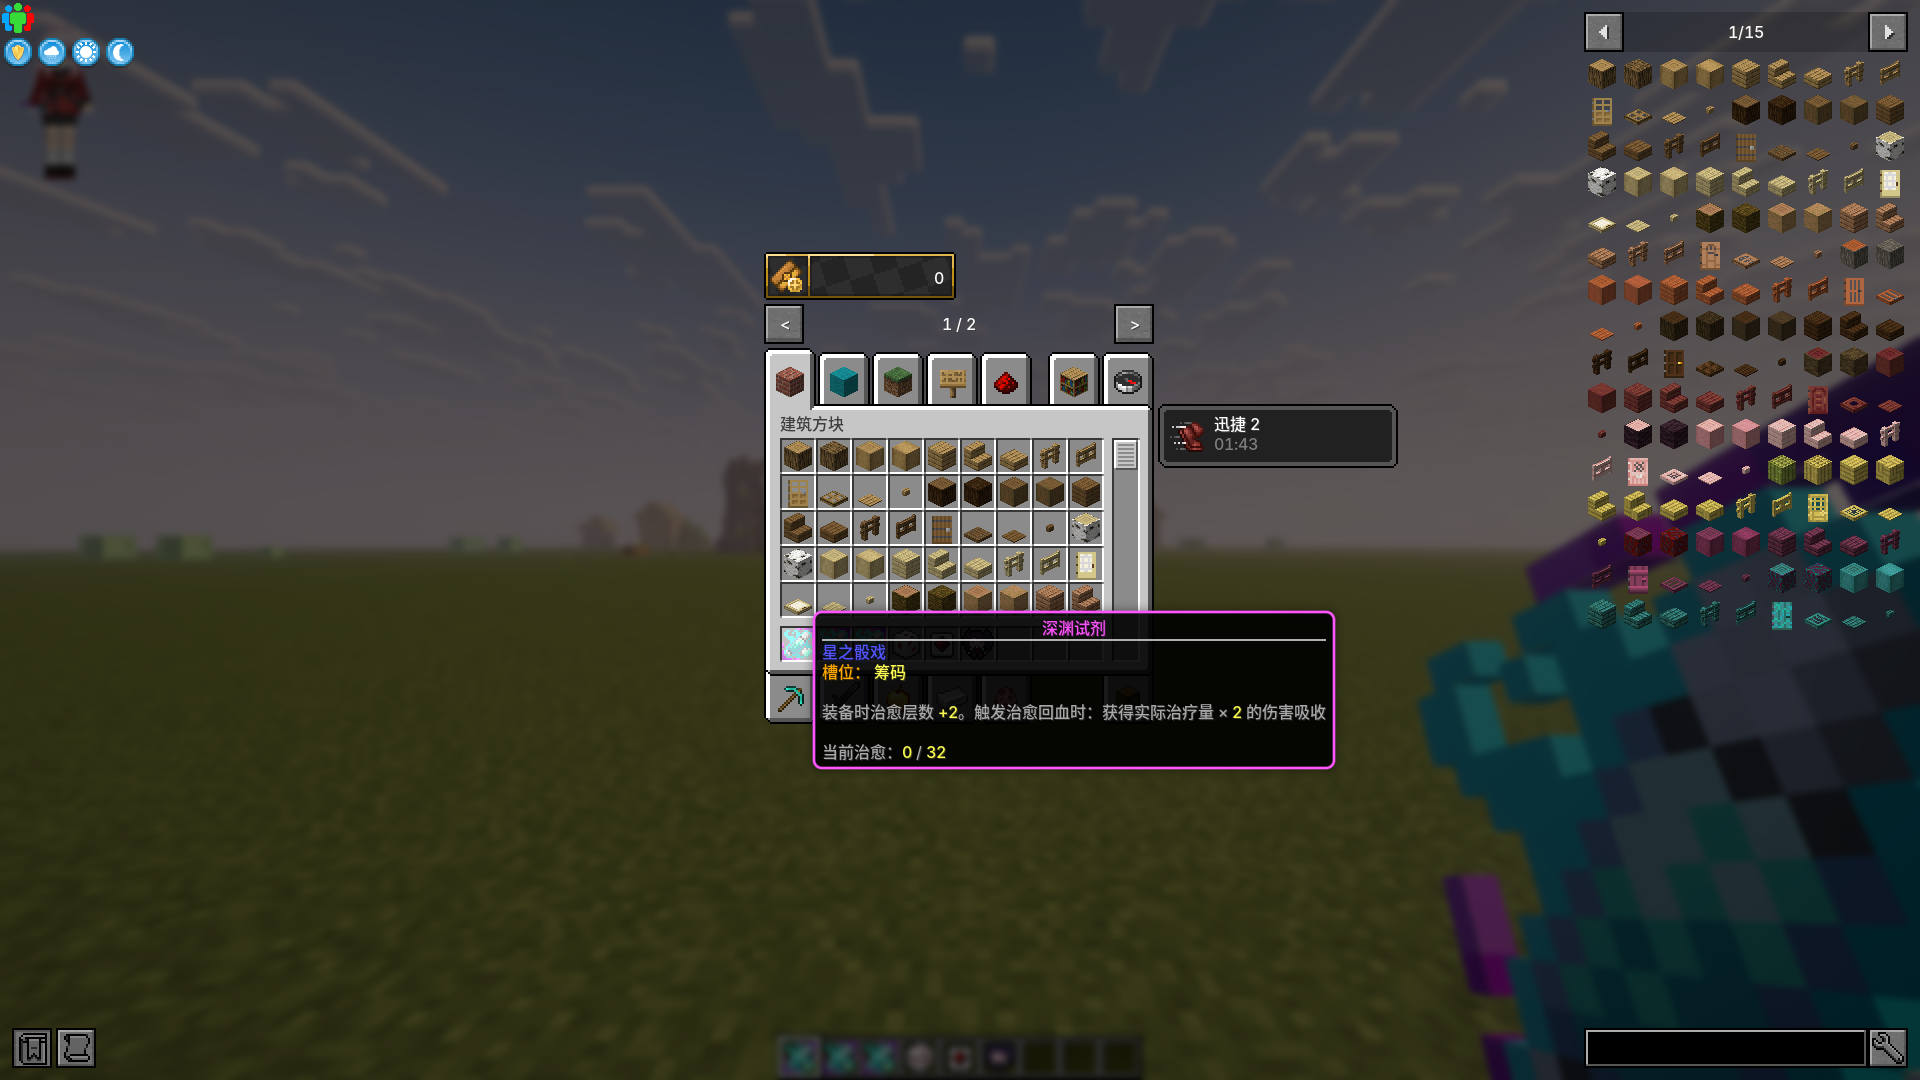 1/15
0
<
1 / 2
>
建筑方块
迅捷 2
01:43
深渊试剂
星之骰戏
槽位： 筹码
装备时治愈层数 +2。触发治愈回血时：获得实际治疗量 × 2 的伤害吸收
当前治愈：0 / 32